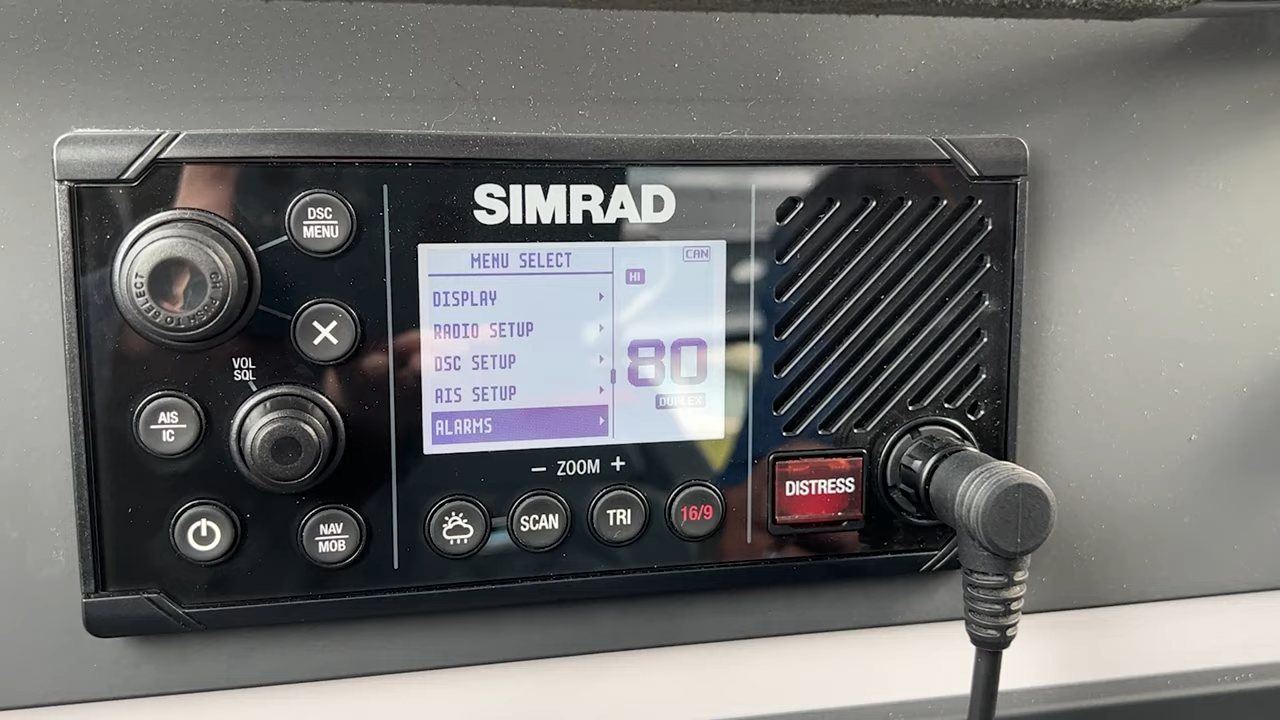 SIMRAD
DSC
MENU
CH PUSH TO SELECT
VOL
SQL
AIS
IC
NAV
MOB
MENU SELECT
DISPLAY
RADIO SETUP
DSC SETUP
AIS SETUP
ALARMS
CAN
HI
80
DUPLEX
– ZOOM +
SCAN
TRI
16/9
DISTRESS